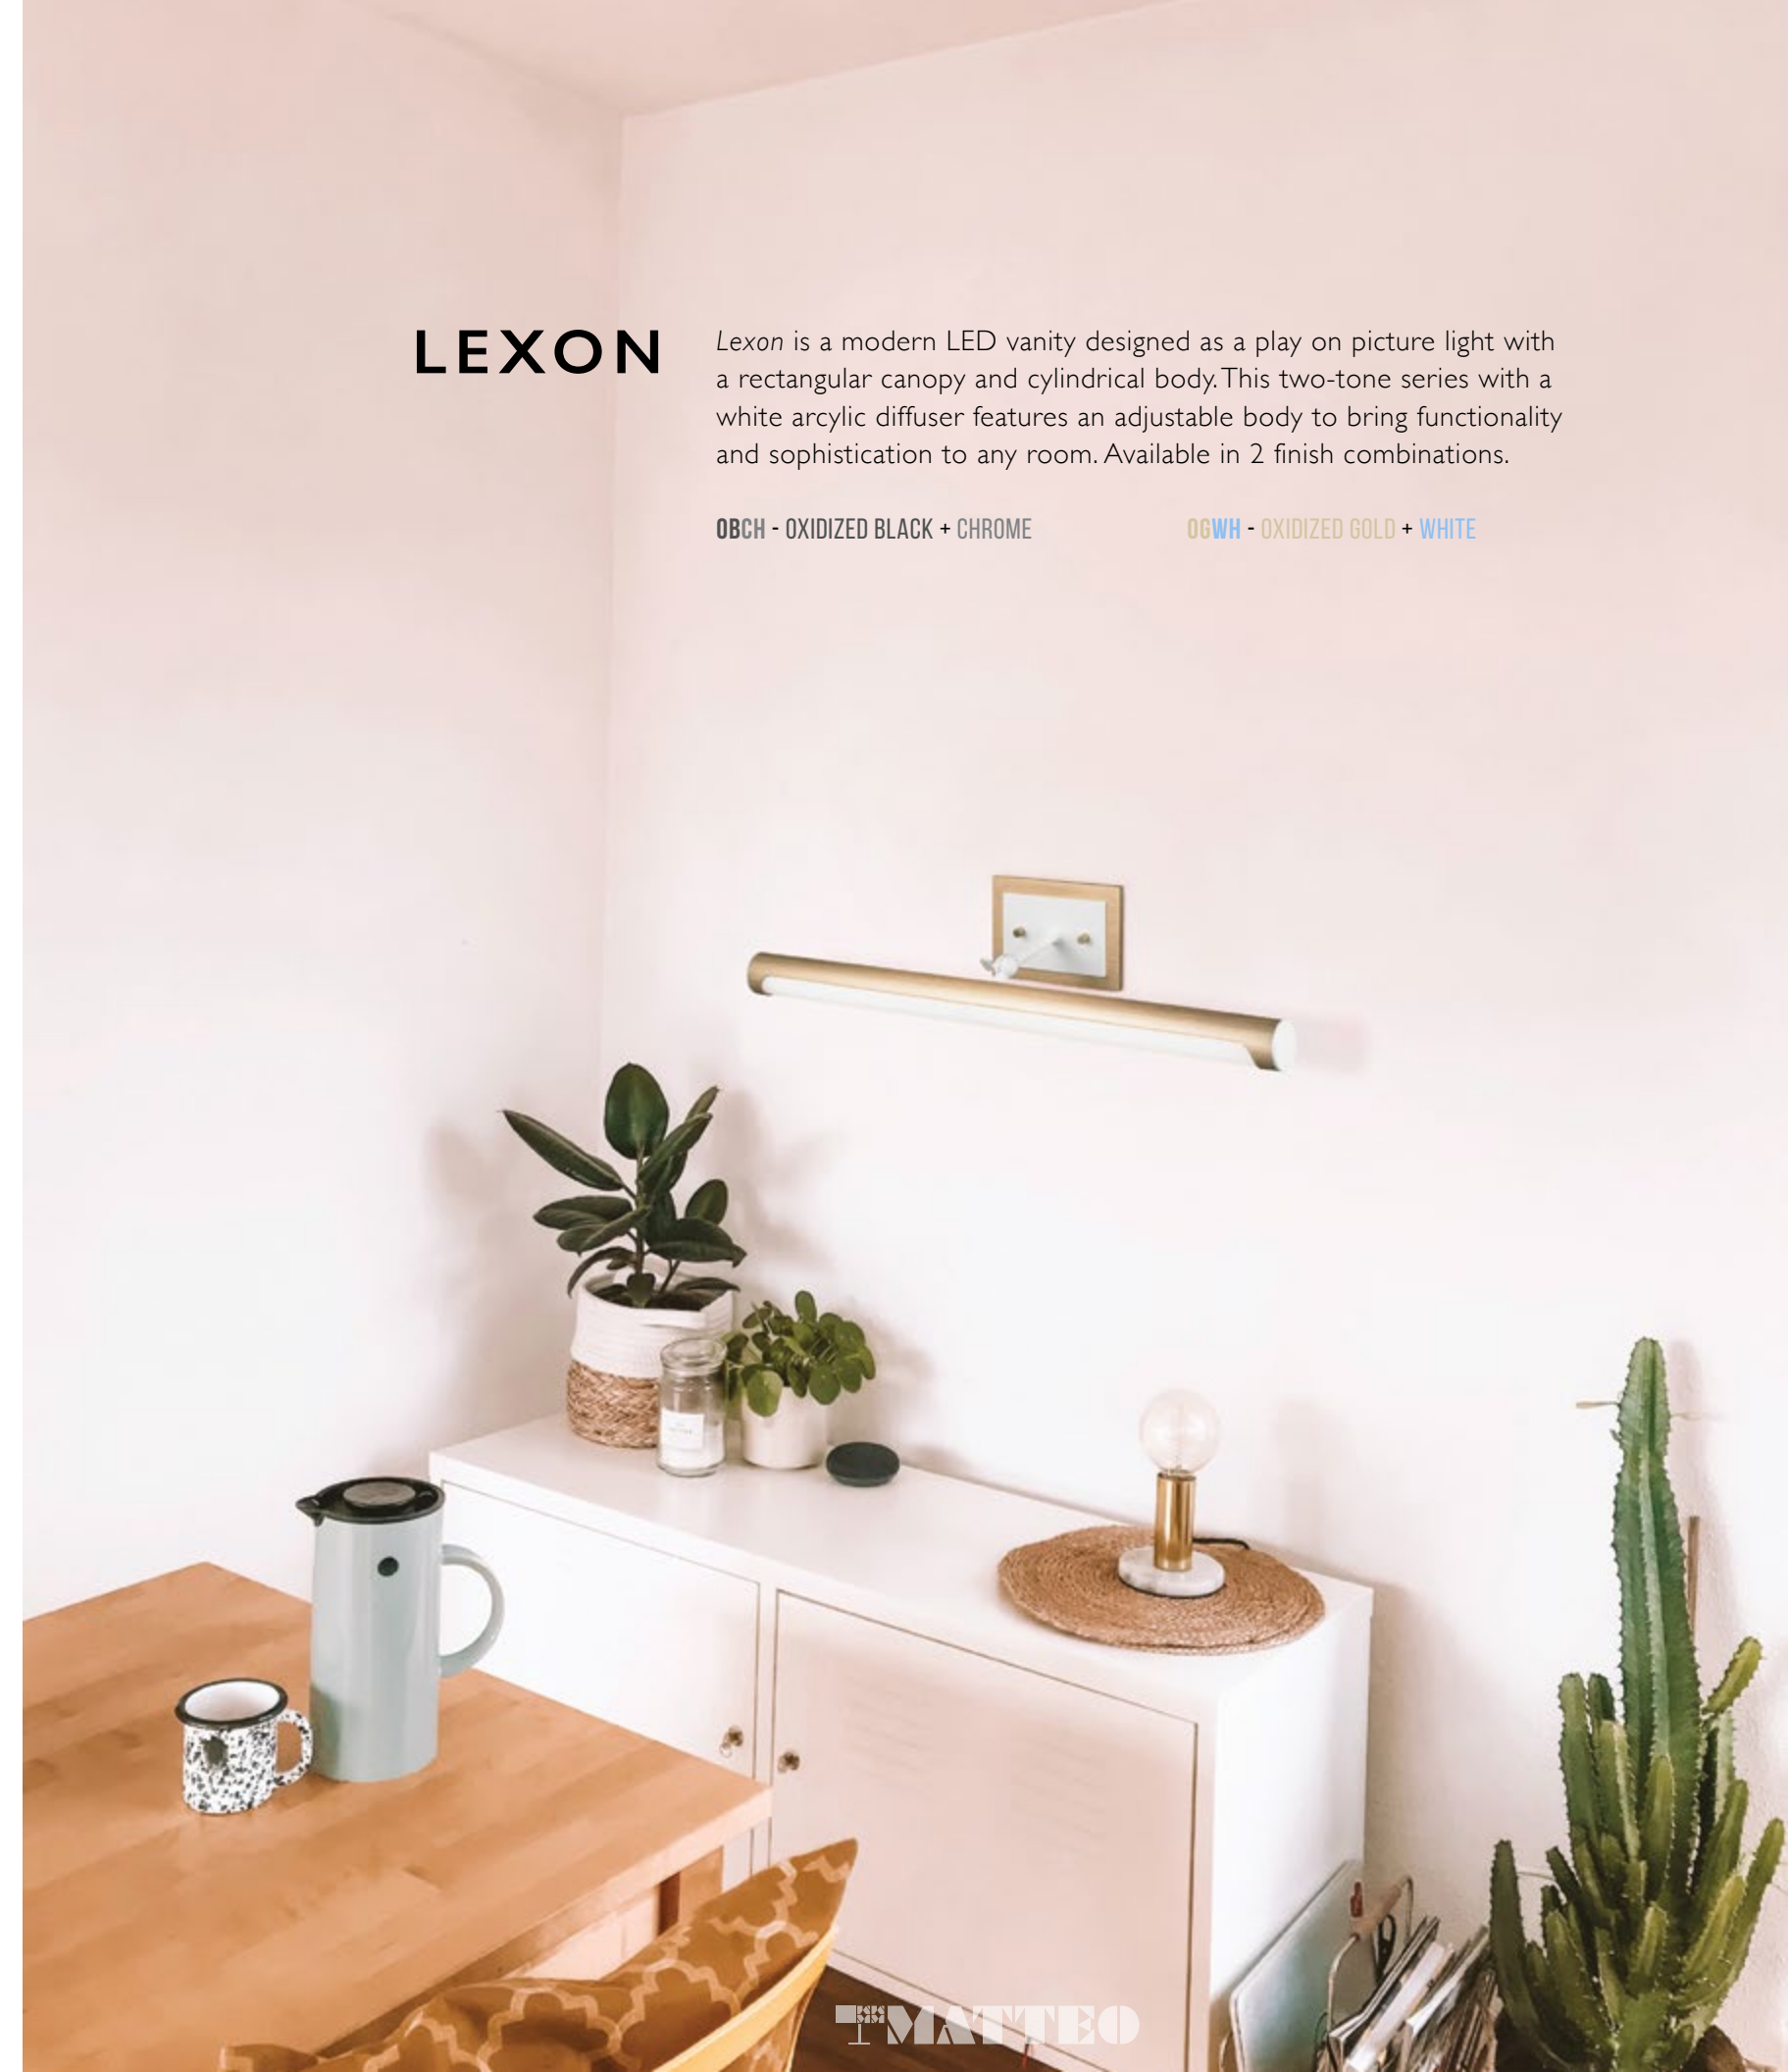 LEXON
Lexon is a modern LED vanity designed as a play on picture light with
a rectangular canopy and cylindrical body. This two-tone series with a
white arcylic diffuser features an adjustable body to bring functionality
and sophistication to any room. Available in 2 finish combinations.
OBCH - OXIDIZED BLACK + CHROME
OGWH - OXIDIZED GOLD + WHITE
MATTEO